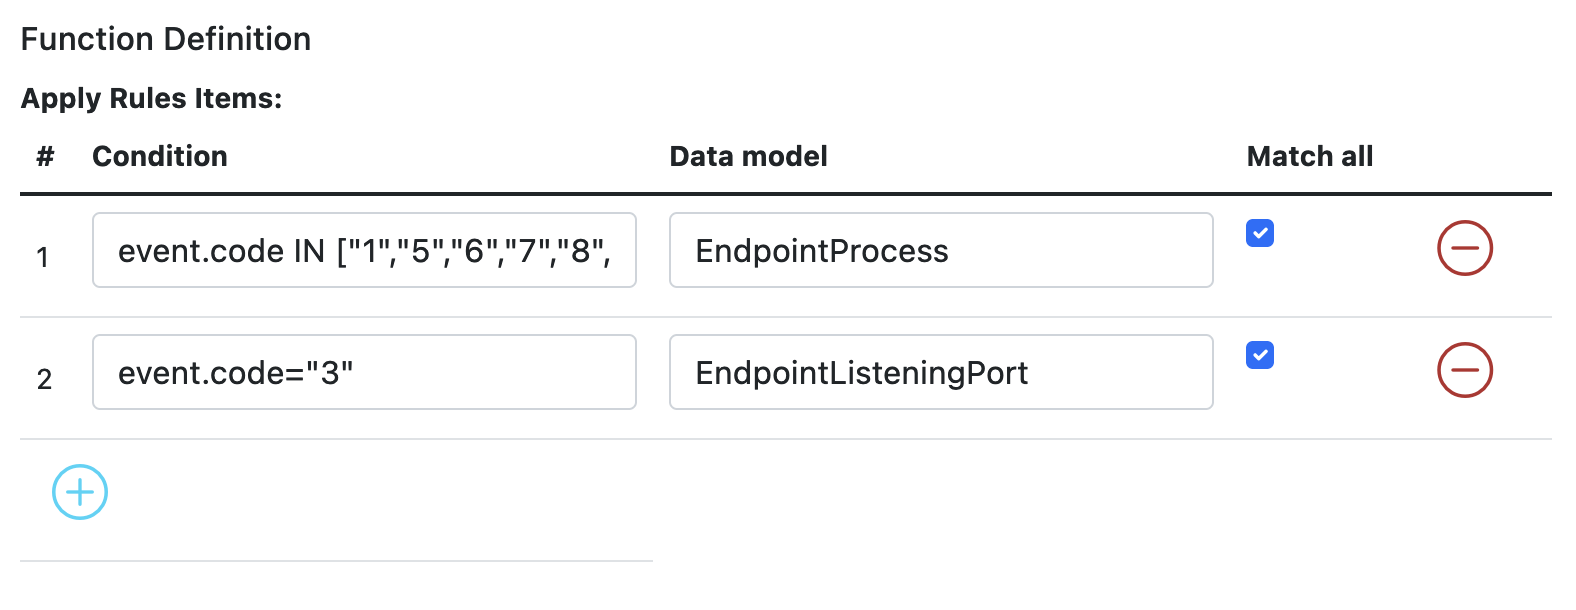 Function Definition
Apply Rules Items:
# Condition Data model Match all
1 event.code IN ["1","5","6","7","8", EndpointProcess
2 event.code="3" EndpointListeningPort